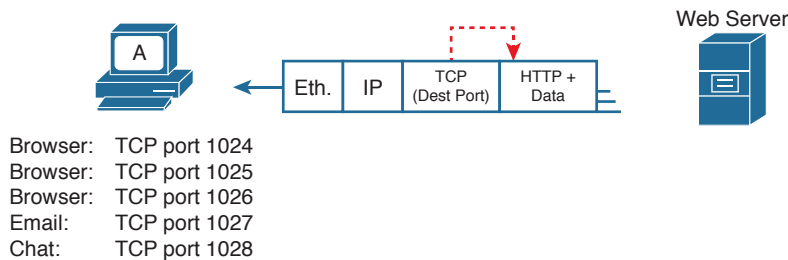 Web Server
A
Eth.
IP
TCP
(Dest Port)
HTTP +
Data
Browser: TCP port 1024
Browser: TCP port 1025
Browser: TCP port 1026
Email: TCP port 1027
Chat: TCP port 1028